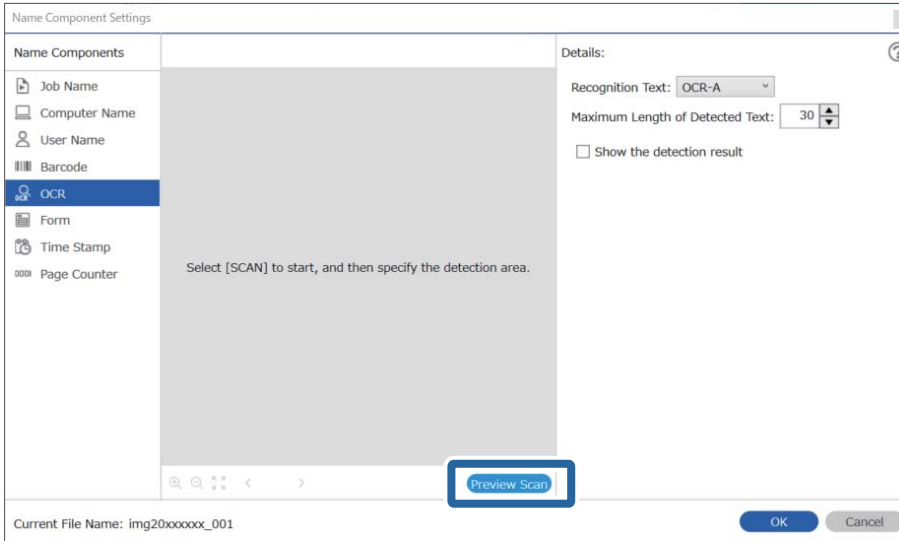 Name Component Settings
Name Components
Job Name
Computer Name
User Name
Barcode
OCR
Form
Time Stamp
Page Counter
Select [SCAN] to start, and then specify the detection area.
Preview Scan
Details:
Recognition Text: OCR-A
Maximum Length of Detected Text: 30
Show the detection result
Current File Name: img20xxxxxx_001
OK
Cancel